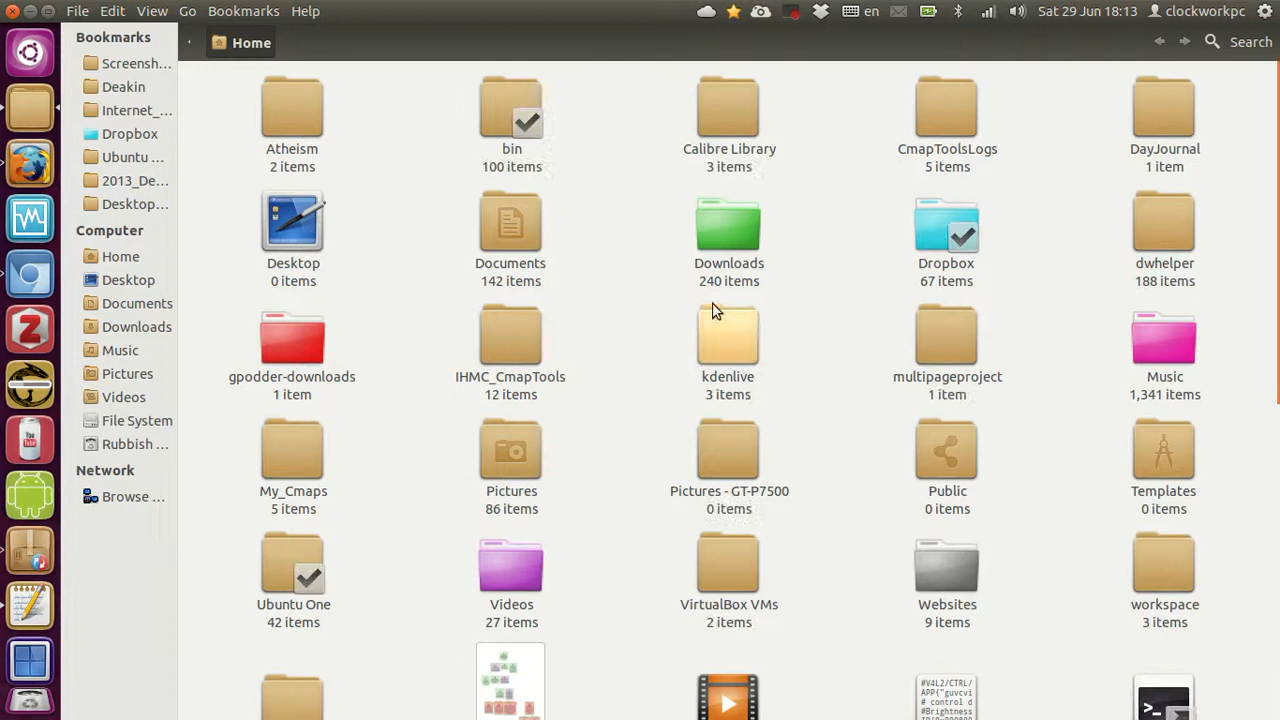 File Edit View Go Bookmarks Help
en Sat 29 Jun 18:13 clockworkpc
Home
Search
Bookmarks
Screensh...
Deakin
Internet_...
Dropbox
Ubuntu ...
2013_De...
Desktop...
Computer
Home
Desktop
Documents
Downloads
Music
Pictures
Videos
File System
Rubbish ...
Network
Browse ...
Atheism
2 items
bin
100 items
Calibre Library
3 items
CmapToolsLogs
5 items
DayJournal
1 item
Desktop
0 items
Documents
142 items
Downloads
240 items
Dropbox
67 items
dwhelper
188 items
gpodder-downloads
1 item
IHMC_CmapTools
12 items
kdenlive
3 items
multipageproject
1 item
Music
1,341 items
My_Cmaps
5 items
Pictures
86 items
Pictures - GT-P7500
0 items
Public
0 items
Templates
0 items
Ubuntu One
42 items
Videos
27 items
VirtualBox VMs
2 items
Websites
9 items
workspace
3 items
#V4L2/CTRL/
APP{"guvcvi
# control d
#Brightness